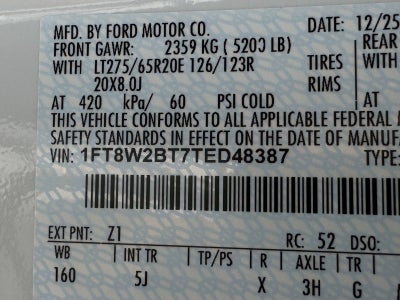 MFD. BY FORD MOTOR CO.
DATE: 12/25
FRONT GAWR: 2359 KG ( 5200 LB)
REAR
WITH LT275/65R20E 126/123R
TIRES
WITH
20X8.0J
RIMS
AT 420 kPa/ 60 PSI COLD
AT
THIS VEHICLE CONFORMS TO ALL APPLICABLE FEDERAL
SAFETY STANDARDS IN EFFECT ON THE DATE OF
VIN: 1FT8W2BT7TED48387
TYPE:
EXT PNT: Z1
RC: 52 DSO:
WB INT TR TP/PS R AXLE TR
160 5J X 3H G